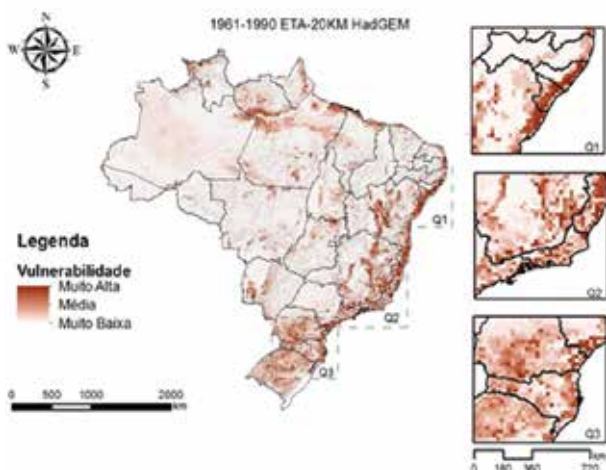 1961-1990 ETA-20KM HadGEM
N
W E
S
Legenda
Vulnerabilidade
Muito Alta
Média
Muito Baixa
0 500 1000 2000
km
Q1
Q2
Q3
Q1
Q2
Q3
km
0 180 360 720